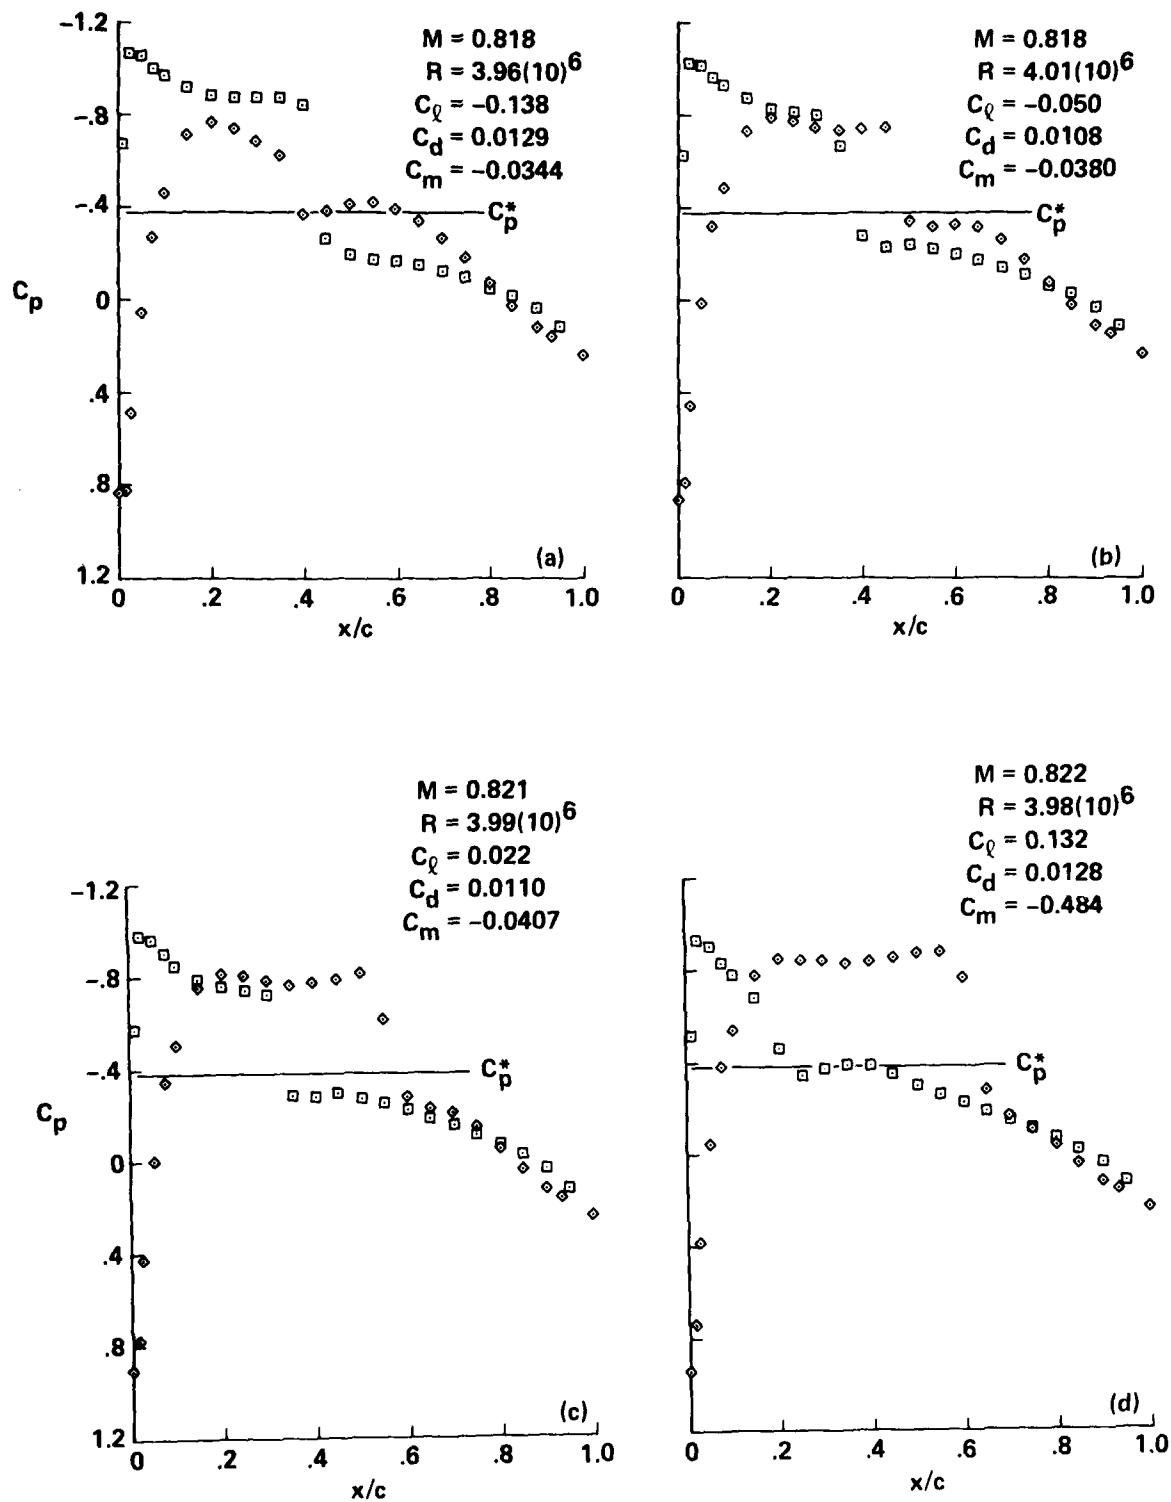 M = 0.818
R = 3.96(10)6
Cℓ = −0.138
Cd = 0.0129
Cm = −0.0344
Cp*
Cp
−1.2
−.8
−.4
0
.4
.8
1.2
0 .2 .4 .6 .8 1.0
x/c
(a)
M = 0.818
R = 4.01(10)6
Cℓ = −0.050
Cd = 0.0108
Cm = −0.0380
Cp*
0 .2 .4 .6 .8 1.0
x/c
(b)
M = 0.821
R = 3.99(10)6
Cℓ = 0.022
Cd = 0.0110
Cm = −0.0407
Cp*
Cp
−1.2
−.8
−.4
0
.4
.8
1.2
0 .2 .4 .6 .8 1.0
x/c
(c)
M = 0.822
R = 3.98(10)6
Cℓ = 0.132
Cd = 0.0128
Cm = −0.484
Cp*
0 .2 .4 .6 .8 1.0
x/c
(d)